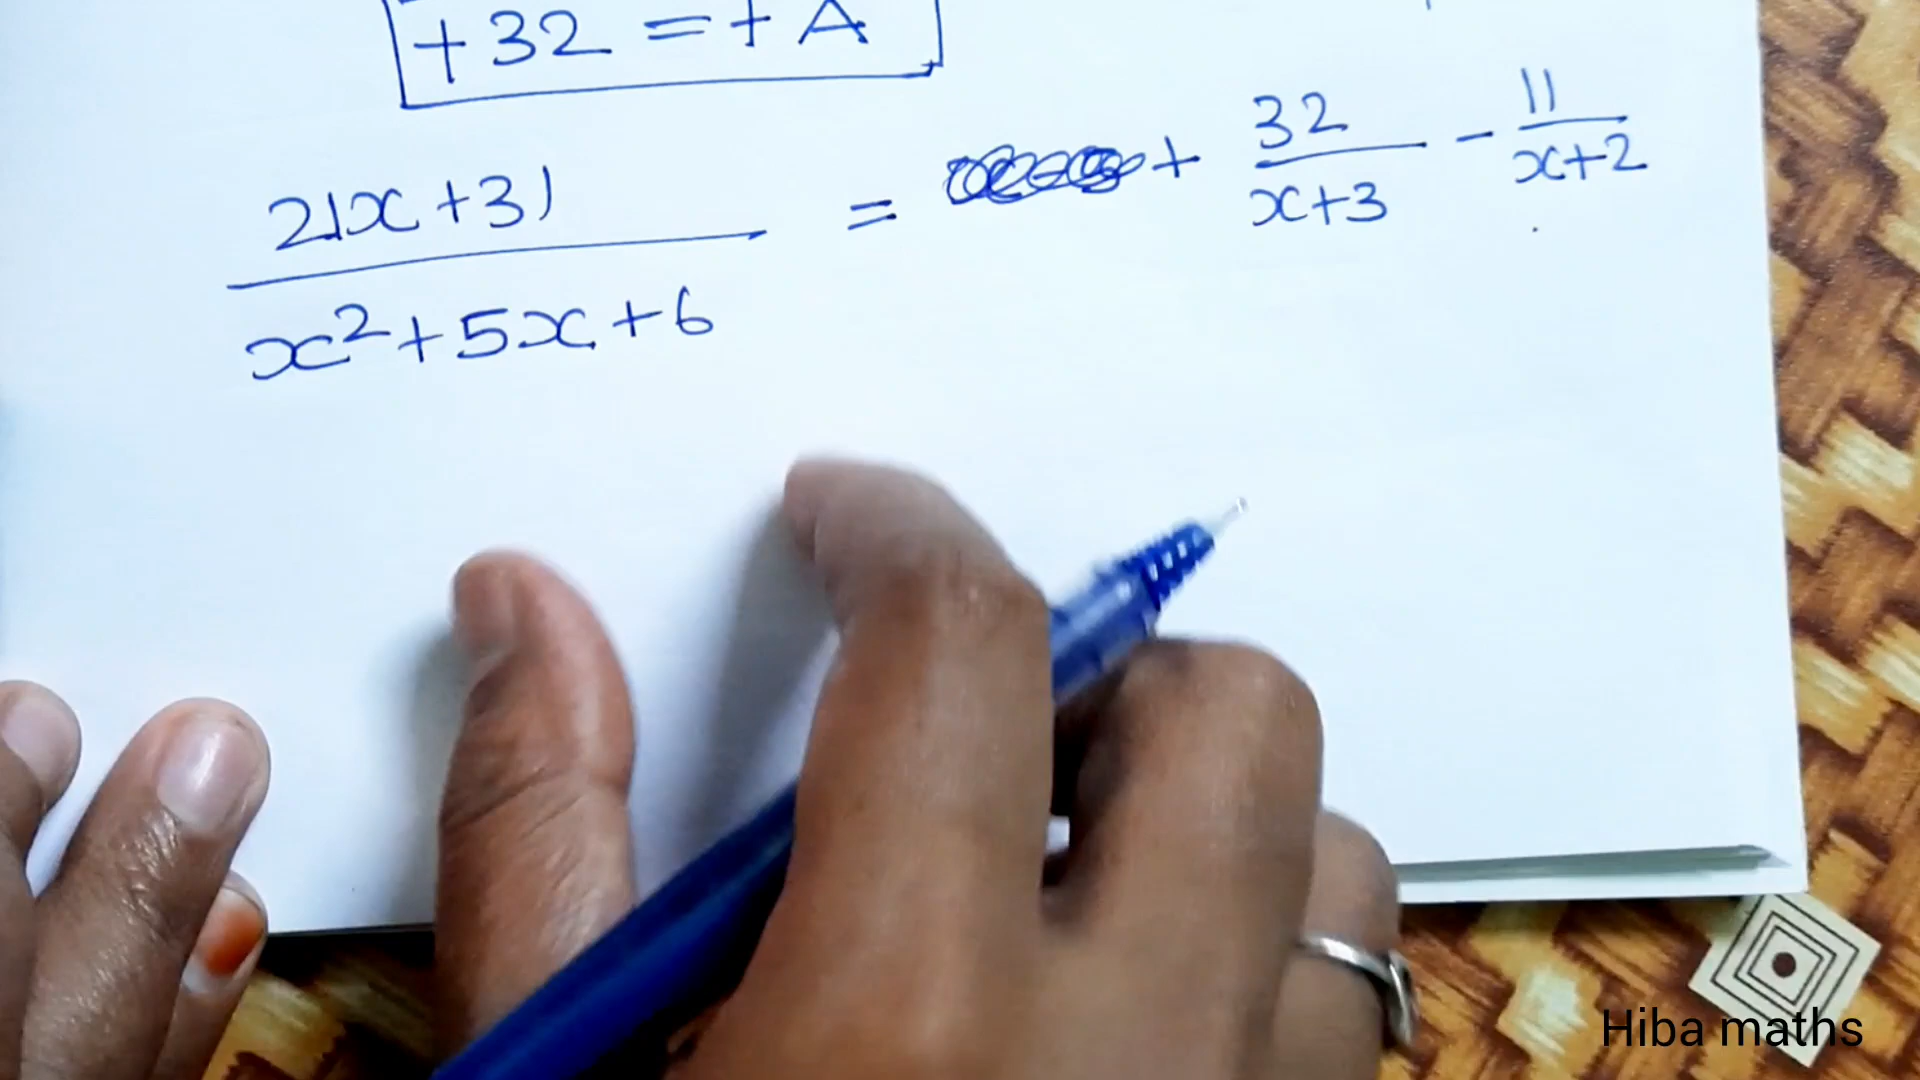 +32 = + A
21x + 31 / x² + 5x + 6 = + 32 / x+3 - 11 / x+2
Hiba maths